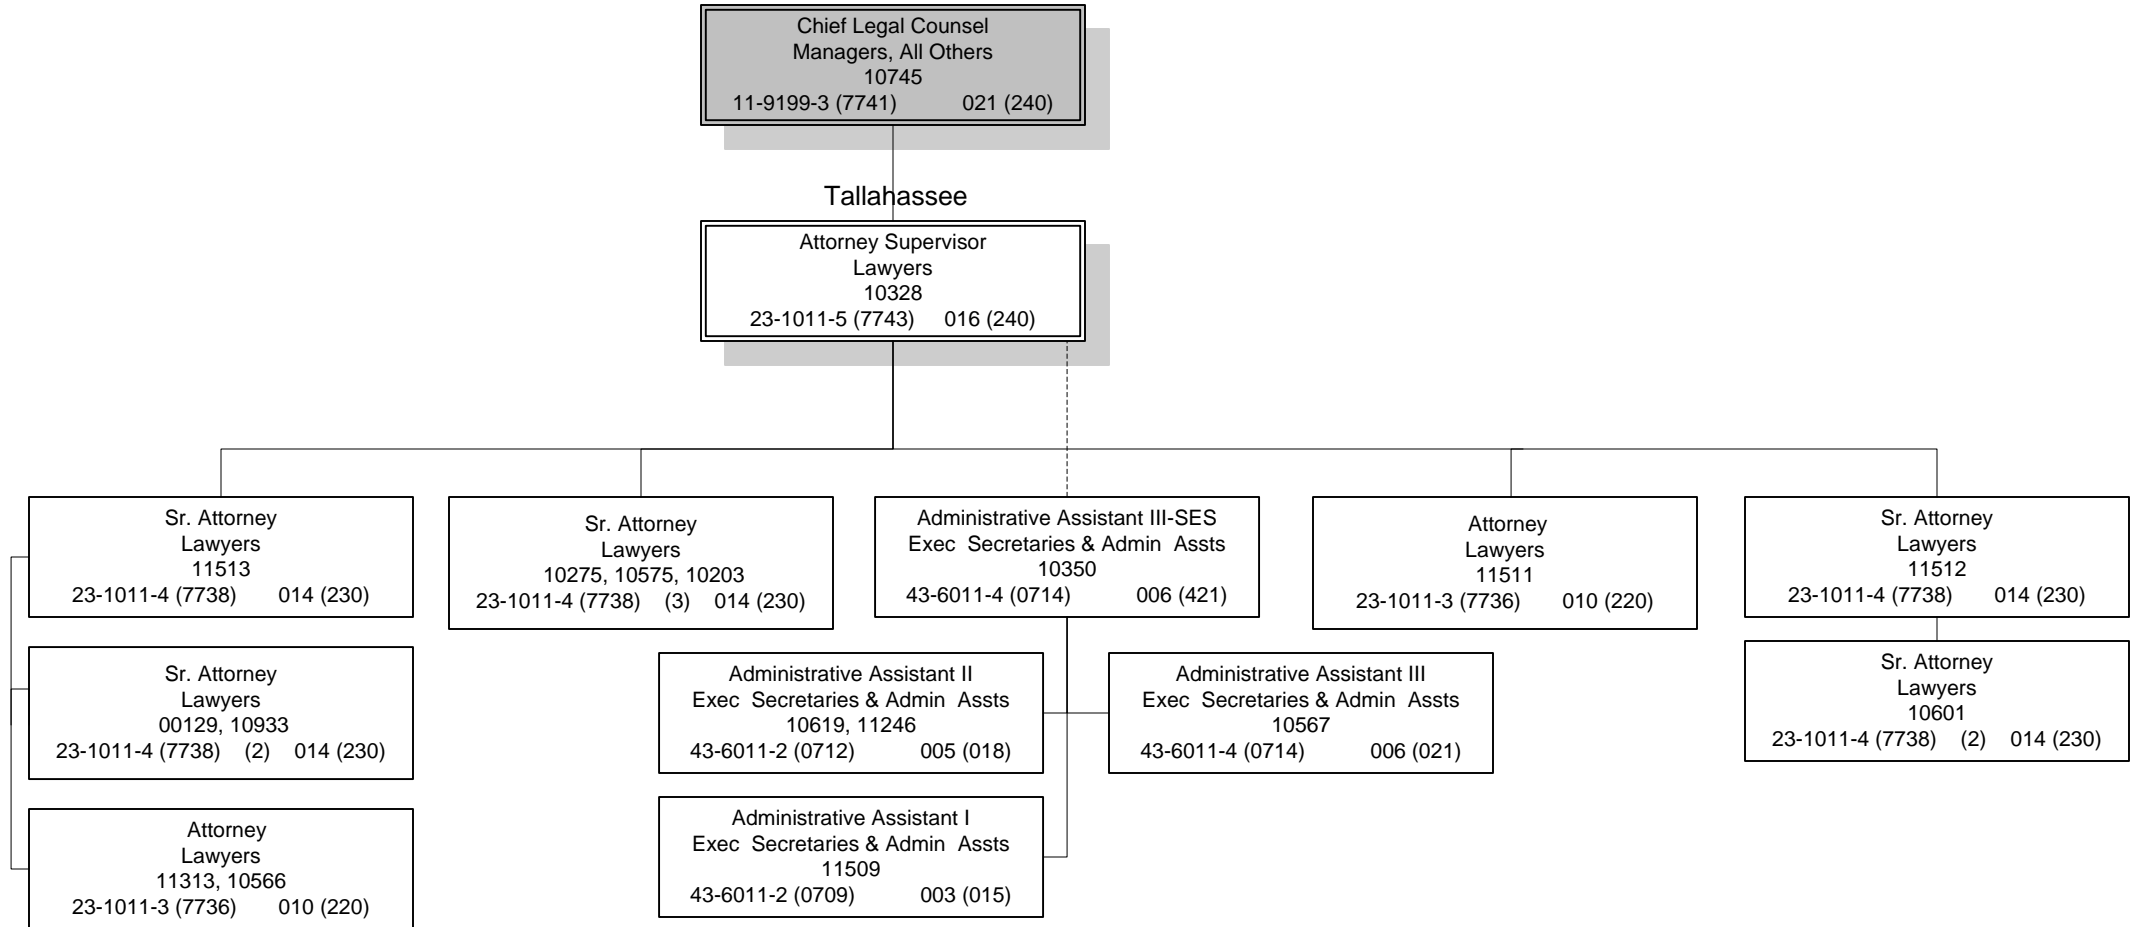 Chief Legal Counsel
Managers, All Others
10745
11-9199-3 (7741) 021 (240)
Tallahassee
Attorney Supervisor
Lawyers
10328
23-1011-5 (7743) 016 (240)
Sr. Attorney
Lawyers
11513
23-1011-4 (7738) 014 (230)
Sr. Attorney
Lawyers
10275, 10575, 10203
23-1011-4 (7738) (3) 014 (230)
Administrative Assistant III-SES
Exec Secretaries & Admin Assts
10350
43-6011-4 (0714) 006 (421)
Attorney
Lawyers
11511
23-1011-3 (7736) 010 (220)
Sr. Attorney
Lawyers
11512
23-1011-4 (7738) 014 (230)
Sr. Attorney
Lawyers
00129, 10933
23-1011-4 (7738) (2) 014 (230)
Administrative Assistant II
Exec Secretaries & Admin Assts
10619, 11246
43-6011-2 (0712) 005 (018)
Administrative Assistant III
Exec Secretaries & Admin Assts
10567
43-6011-4 (0714) 006 (021)
Sr. Attorney
Lawyers
10601
23-1011-4 (7738) (2) 014 (230)
Attorney
Lawyers
11313, 10566
23-1011-3 (7736) 010 (220)
Administrative Assistant I
Exec Secretaries & Admin Assts
11509
43-6011-2 (0709) 003 (015)